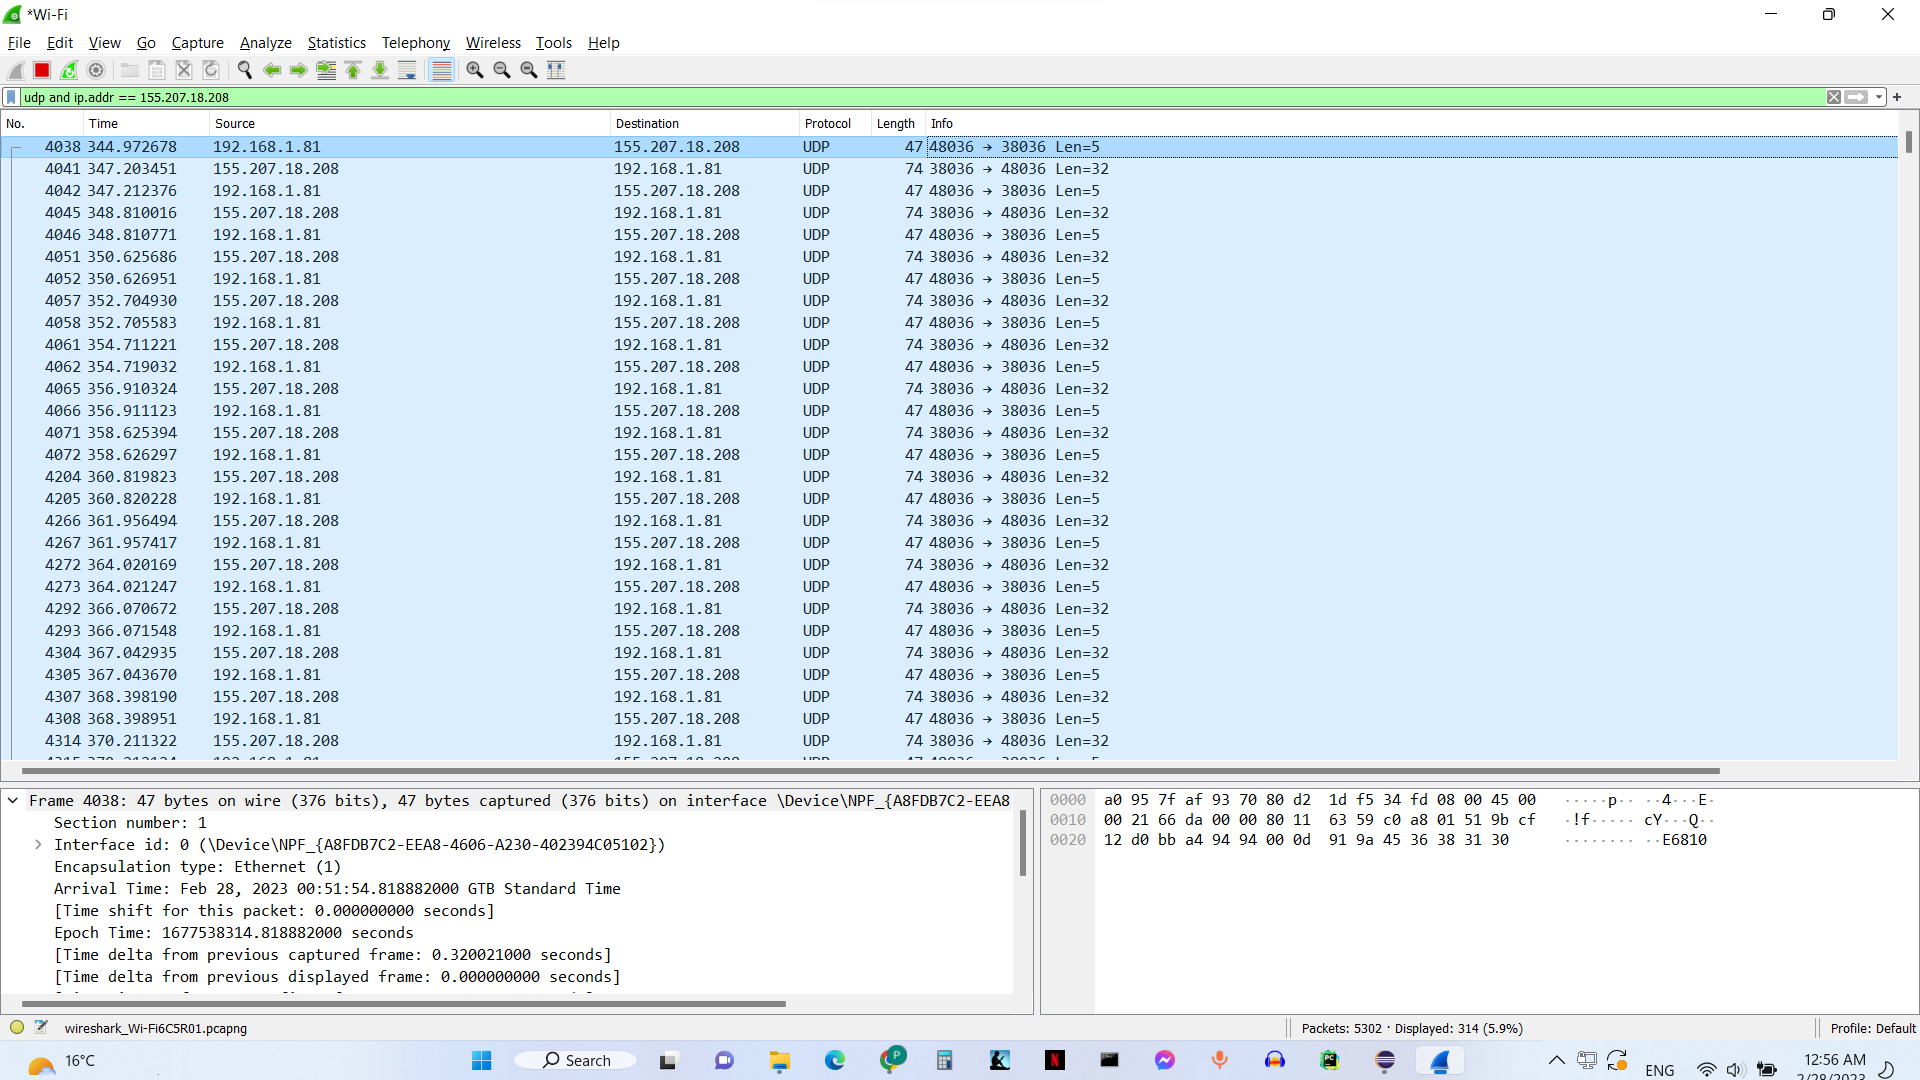 *Wi-Fi
File Edit View Go Capture Analyze Statistics Telephony Wireless Tools Help
udp and ip.addr == 155.207.18.208
No. Time Source Destination Protocol Length Info
4038 344.972678 192.168.1.81 155.207.18.208 UDP 47 48036 → 38036 Len=5
4041 347.203451 155.207.18.208 192.168.1.81 UDP 74 38036 → 48036 Len=32
4042 347.212376 192.168.1.81 155.207.18.208 UDP 47 48036 → 38036 Len=5
4045 348.810016 155.207.18.208 192.168.1.81 UDP 74 38036 → 48036 Len=32
4046 348.810771 192.168.1.81 155.207.18.208 UDP 47 48036 → 38036 Len=5
4051 350.625686 155.207.18.208 192.168.1.81 UDP 74 38036 → 48036 Len=32
4052 350.626951 192.168.1.81 155.207.18.208 UDP 47 48036 → 38036 Len=5
4057 352.704930 155.207.18.208 192.168.1.81 UDP 74 38036 → 48036 Len=32
4058 352.705583 192.168.1.81 155.207.18.208 UDP 47 48036 → 38036 Len=5
4061 354.711221 155.207.18.208 192.168.1.81 UDP 74 38036 → 48036 Len=32
4062 354.719032 192.168.1.81 155.207.18.208 UDP 47 48036 → 38036 Len=5
4065 356.910324 155.207.18.208 192.168.1.81 UDP 74 38036 → 48036 Len=32
4066 356.911123 192.168.1.81 155.207.18.208 UDP 47 48036 → 38036 Len=5
4071 358.625394 155.207.18.208 192.168.1.81 UDP 74 38036 → 48036 Len=32
4072 358.626297 192.168.1.81 155.207.18.208 UDP 47 48036 → 38036 Len=5
4204 360.819823 155.207.18.208 192.168.1.81 UDP 74 38036 → 48036 Len=32
4205 360.820228 192.168.1.81 155.207.18.208 UDP 47 48036 → 38036 Len=5
4266 361.956494 155.207.18.208 192.168.1.81 UDP 74 38036 → 48036 Len=32
4267 361.957417 192.168.1.81 155.207.18.208 UDP 47 48036 → 38036 Len=5
4272 364.020169 155.207.18.208 192.168.1.81 UDP 74 38036 → 48036 Len=32
4273 364.021247 192.168.1.81 155.207.18.208 UDP 47 48036 → 38036 Len=5
4292 366.070672 155.207.18.208 192.168.1.81 UDP 74 38036 → 48036 Len=32
4293 366.071548 192.168.1.81 155.207.18.208 UDP 47 48036 → 38036 Len=5
4304 367.042935 155.207.18.208 192.168.1.81 UDP 74 38036 → 48036 Len=32
4305 367.043670 192.168.1.81 155.207.18.208 UDP 47 48036 → 38036 Len=5
4307 368.398190 155.207.18.208 192.168.1.81 UDP 74 38036 → 48036 Len=32
4308 368.398951 192.168.1.81 155.207.18.208 UDP 47 48036 → 38036 Len=5
4314 370.211322 155.207.18.208 192.168.1.81 UDP 74 38036 → 48036 Len=32
Frame 4038: 47 bytes on wire (376 bits), 47 bytes captured (376 bits) on interface \Device\NPF_{A8FDB7C2-EEA8
Section number: 1
Interface id: 0 (\Device\NPF_{A8FDB7C2-EEA8-4606-A230-402394C05102})
Encapsulation type: Ethernet (1)
Arrival Time: Feb 28, 2023 00:51:54.818882000 GTB Standard Time
[Time shift for this packet: 0.000000000 seconds]
Epoch Time: 1677538314.818882000 seconds
[Time delta from previous captured frame: 0.320021000 seconds]
[Time delta from previous displayed frame: 0.000000000 seconds]
0000 a0 95 7f af 93 70 80 d2 1d f5 34 fd 08 00 45 00 ·····p·· ··4···E·
0010 00 21 66 da 00 00 80 11 63 59 c0 a8 01 51 9b cf ·!f····· cY···Q··
0020 12 d0 bb a4 94 94 00 0d 91 9a 45 36 38 31 30 ········ ··E6810
wireshark_Wi-Fi6C5R01.pcapng
Packets: 5302 · Displayed: 314 (5.9%)
Profile: Default
16°C
Search
ENG
12:56 AM
2/28/2023